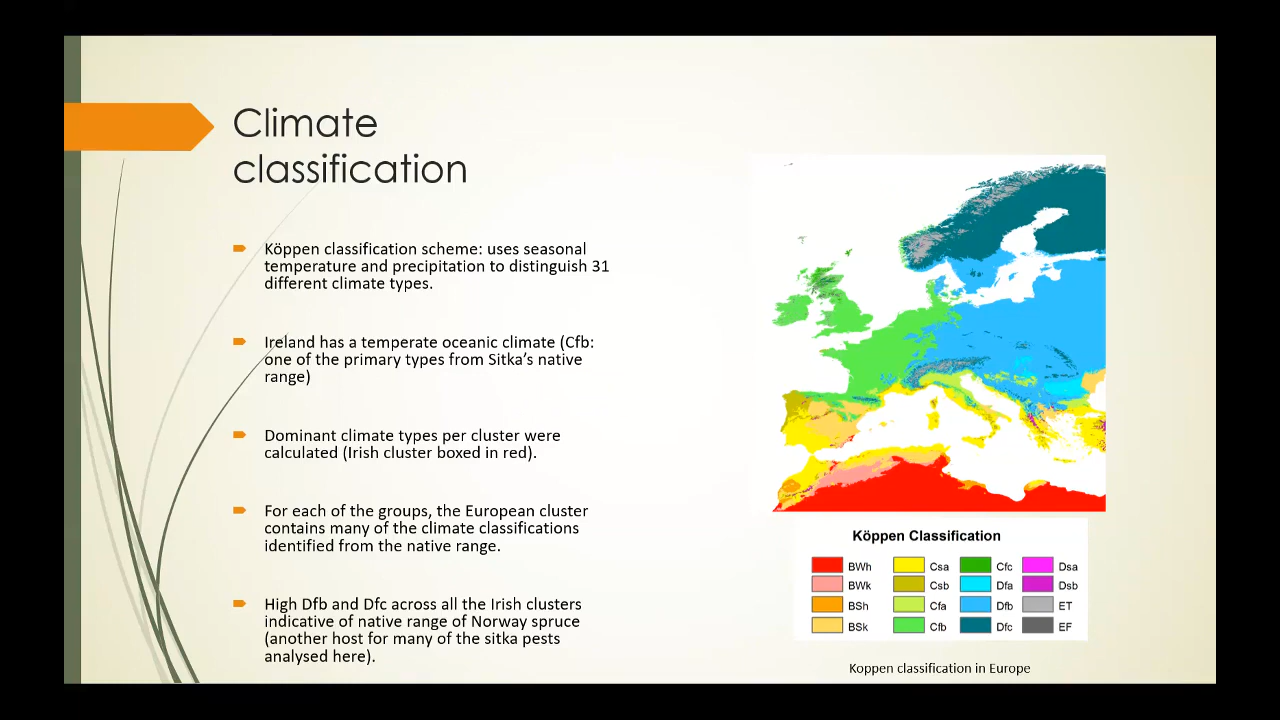 Climate
classification
Köppen classification scheme: uses seasonal
temperature and precipitation to distinguish 31
different climate types.
Ireland has a temperate oceanic climate (Cfb:
one of the primary types from Sitka's native
range)
Dominant climate types per cluster were
calculated (Irish cluster boxed in red).
For each of the groups, the European cluster
contains many of the climate classifications
identified from the native range.
High Dfb and Dfc across all the Irish clusters
indicative of native range of Norway spruce
(another host for many of the sitka pests
analysed here).
Köppen Classification
BWh Csa Cfc Dsa
BWk Csb Dfa Dsb
BSh Cfa Dfb ET
BSk Cfb Dfc EF
Koppen classification in Europe